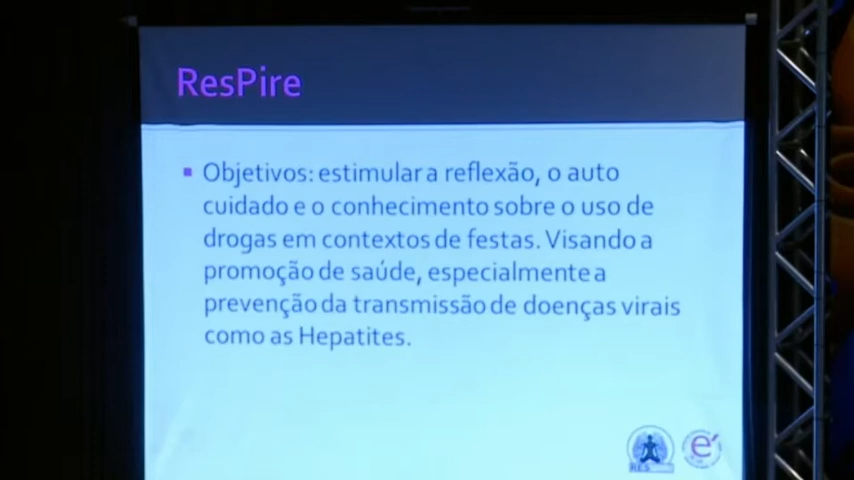 ResPire
Objetivos: estimular a reflexão, o auto
cuidado e o conhecimento sobre o uso de
drogas em contextos de festas. Visando a
promoção de saúde, especialmente a
prevenção da transmissão de doenças virais
como as Hepatites.
RES
é